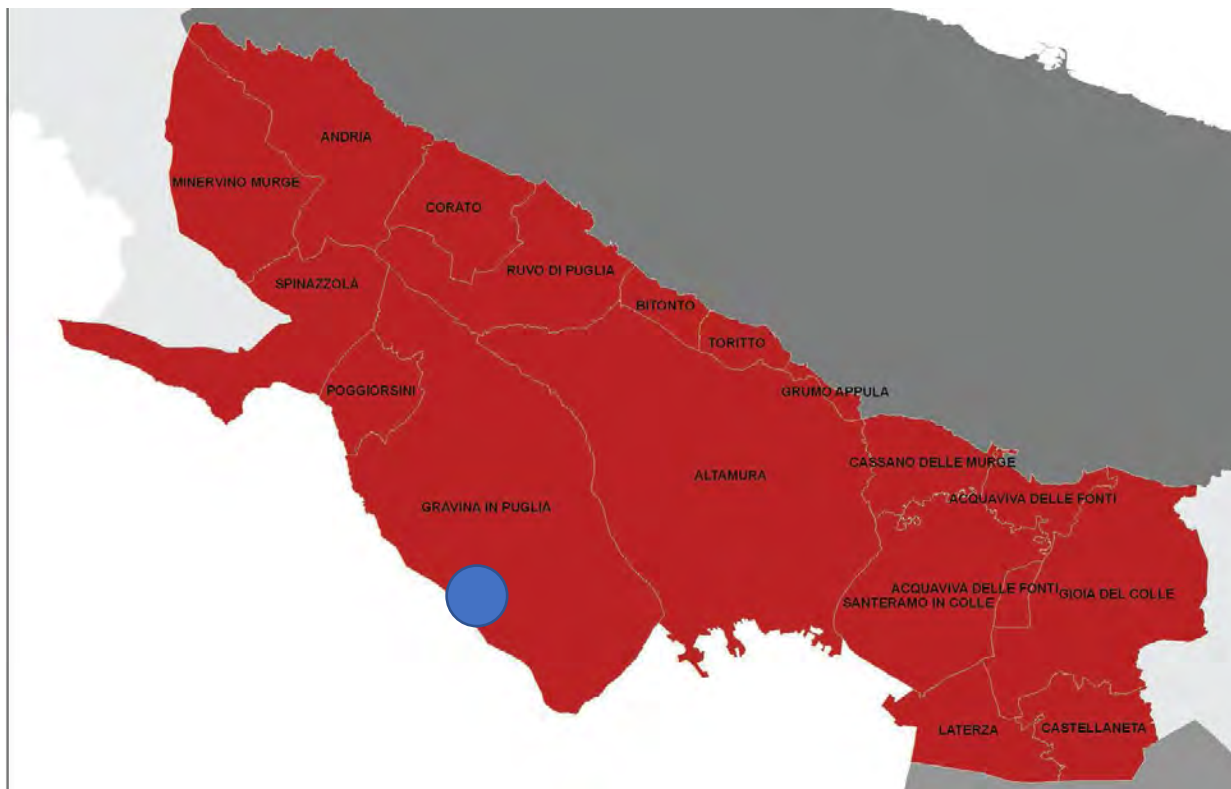 ANDRIA
MINERVINO MURGE
CORATO
RUVO DI PUGLIA
SPINAZZOLA
BITONTO
TORITTO
POGGIORSINI
GRUMO APPULA
CASSANO DELLE MURGE
ALTAMURA
ACQUAVIVA DELLE FONTI
GRAVINA IN PUGLIA
ACQUAVIVA DELLE FONTI
GIOIA DEL COLLE
SANTERAMO IN COLLE
LATERZA
CASTELLANETA